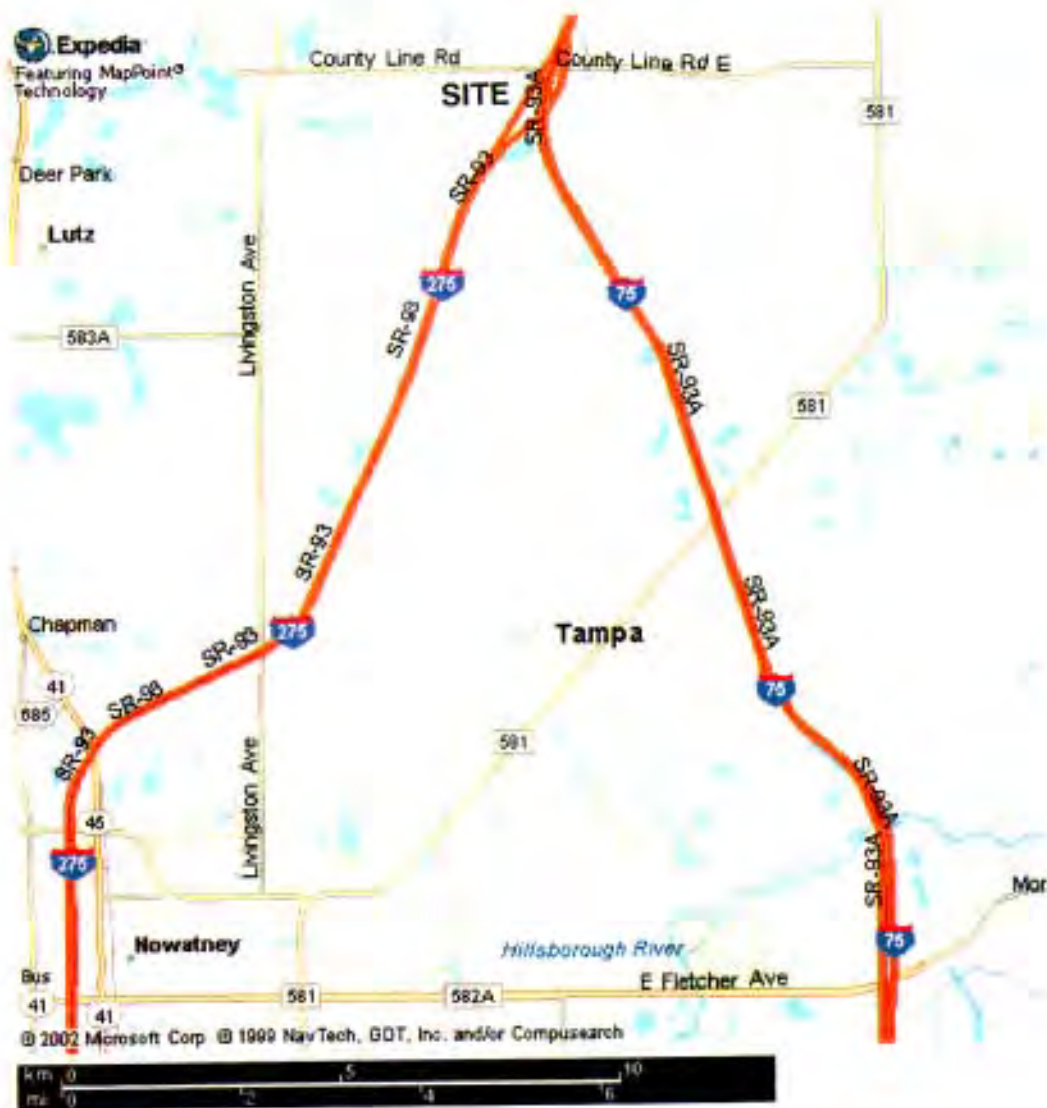 Expedia
Featuring MapPoint®
Technology
County Line Rd
County Line Rd E
SITE
SR-93A
581
SR-93
Deer Park
Lutz
Livingston Ave
275
75
SR-93
583A
SR-93A
581
SR-93
Chapman
275
SR-93
Tampa
SR-93A
41
SR-93
75
685
SR-93
581
Livingston Ave
SR-93A
45
275
SR-93A
Mor
Nowatney
Hillsborough River
75
Bus
41
41
581
582A
E Fletcher Ave
© 2002 Microsoft Corp © 1999 NavTech, GDT, Inc. and/or Compusearch
km 0 5 10
mi 0 2 4 6